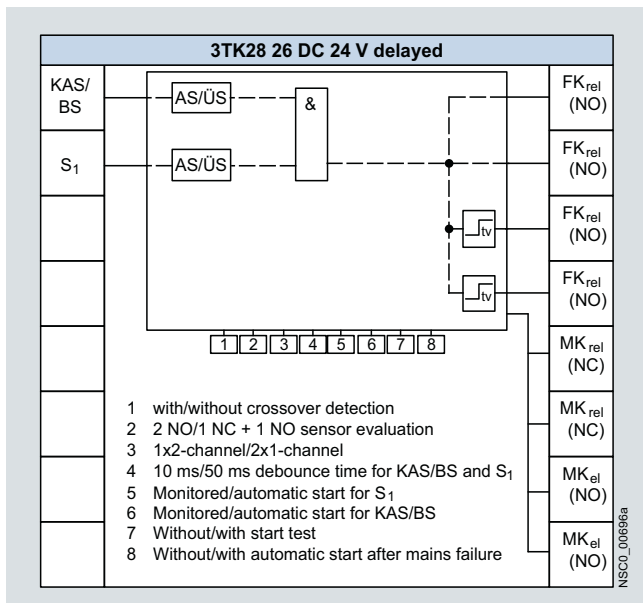 3TK28 26 DC 24 V delayed
KAS/
BS
AS/ÜS
&
FKrel
(NO)
S1
AS/ÜS
FKrel
(NO)
tv
FKrel
(NO)
tv
FKrel
(NO)
1 2 3 4 5 6 7 8
MKrel
(NC)
MKrel
(NC)
MKel
(NO)
MKel
(NO)
1 with/without crossover detection
2 2 NO/1 NC + 1 NO sensor evaluation
3 1x2-channel/2x1-channel
4 10 ms/50 ms debounce time for KAS/BS and S1
5 Monitored/automatic start for S1
6 Monitored/automatic start for KAS/BS
7 Without/with start test
8 Without/with automatic start after mains failure
NSC0_00696a